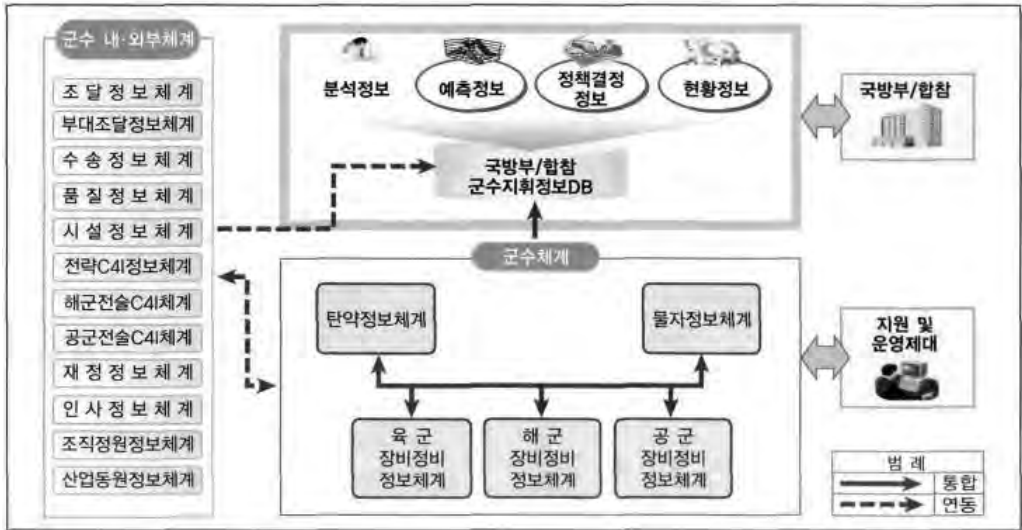 군수 내·외부체계
조달정보체계
부대조달정보체계
수송정보체계
품질정보체계
시설정보체계
전략C4I정보체계
해군전술C4I체계
공군전술C4I체계
재정정보체계
인사정보체계
조직정원정보체계
산업동원정보체계
분석정보
예측정보
정책결정
정보
현황정보
국방부/합참
군수지휘정보DB
국방부/합참
군수체계
탄약정보체계
물자정보체계
육군
장비정비
정보체계
해군
장비정비
정보체계
공군
장비정비
정보체계
지원 및
운영제대
범례
통합
연동